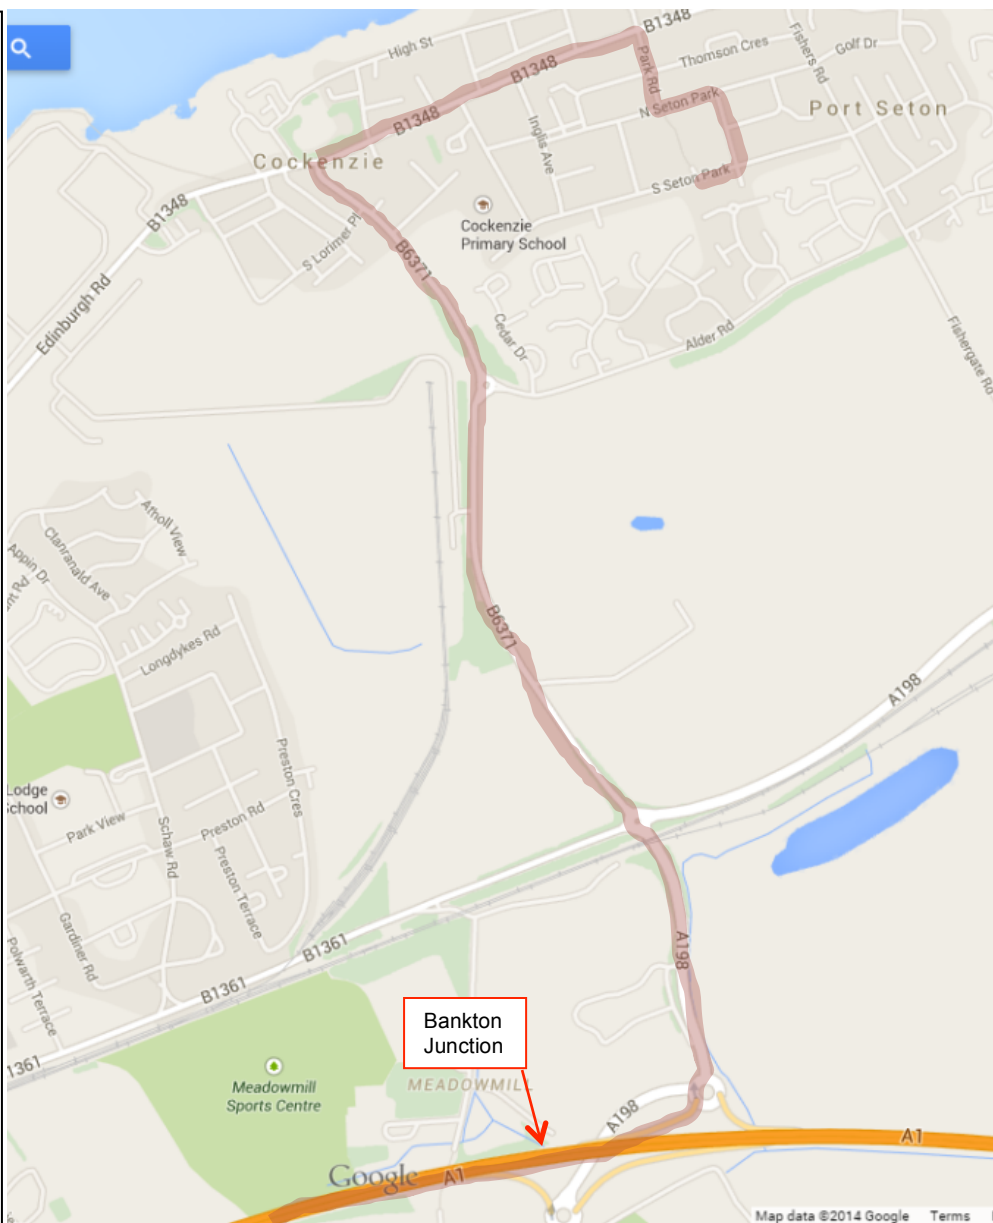 B1348
High St
Thomson Cres
Fishers Rd
Golf Dr
B1348
Park Rd
N Seton Park
Port Seton
B1348
Inglis Ave
Cockenzie
S Seton Park
B1348
S Lorimer Pl
Cockenzie
Primary School
B6371
Edinburgh Rd
Cedar Dr
Alder Rd
Fishergate Rd
Atholl View
Clanranald Ave
Appin Dr
nt Rd
Longdykes Rd
B6371
A198
Preston Cres
Lodge
School
Park View
Schaw Rd
Preston Rd
Preston Terrace
Gardiner Rd
Polwarth Terrace
B1361
A198
B1361
1361
Bankton
Junction
Meadowmill
Sports Centre
MEADOWMILL
A198
A1
Google
A1
Map data ©2014 Google
Terms